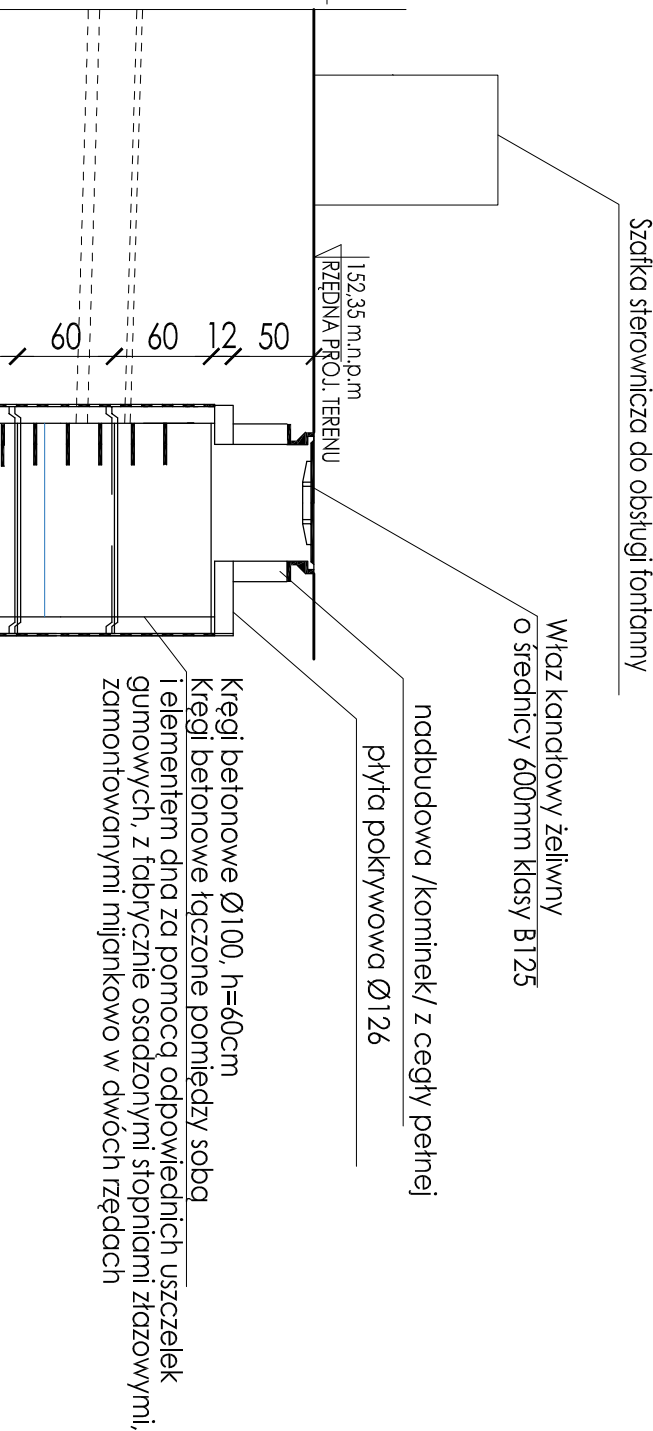 Szafka sterownicza do obsługi fontanny
Właz kanałowy żeliwny
o średnicy 600mm klasy B125
nadbudowa /kominek/ z cegły pełnej
płyta pokrywowa Ø126
152,35 m.n.p.m
RZĘDNA PROJ. TERENU
50
12
60
60
Kręgi betonowe Ø100, h=60cm
Kręgi betonowe łączone pomiędzy sobą
i elementem dna za pomocą odpowiednich uszczelek
gumowych, z fabrycznie osadzonymi stopniami złazowymi,
zamontowanymi mijankowo w dwóch rzędach